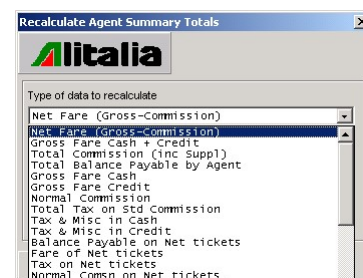 Recalculate Agent Summary Totals
Alitalia
Type of data to recalculate
Net Fare (Gross-Commission)
Net Fare (Gross-Commission)
Gross Fare Cash + Credit
Total Commission (inc Suppl)
Total Balance Payable by Agent
Gross Fare Cash
Gross Fare Credit
Normal Commission
Total Tax on Std Commission
Tax & Misc in Cash
Tax & Misc in Credit
Balance Payable on Net tickets
Fare of Net tickets
Tax on Net tickets
Normal Comsn on Net tickets